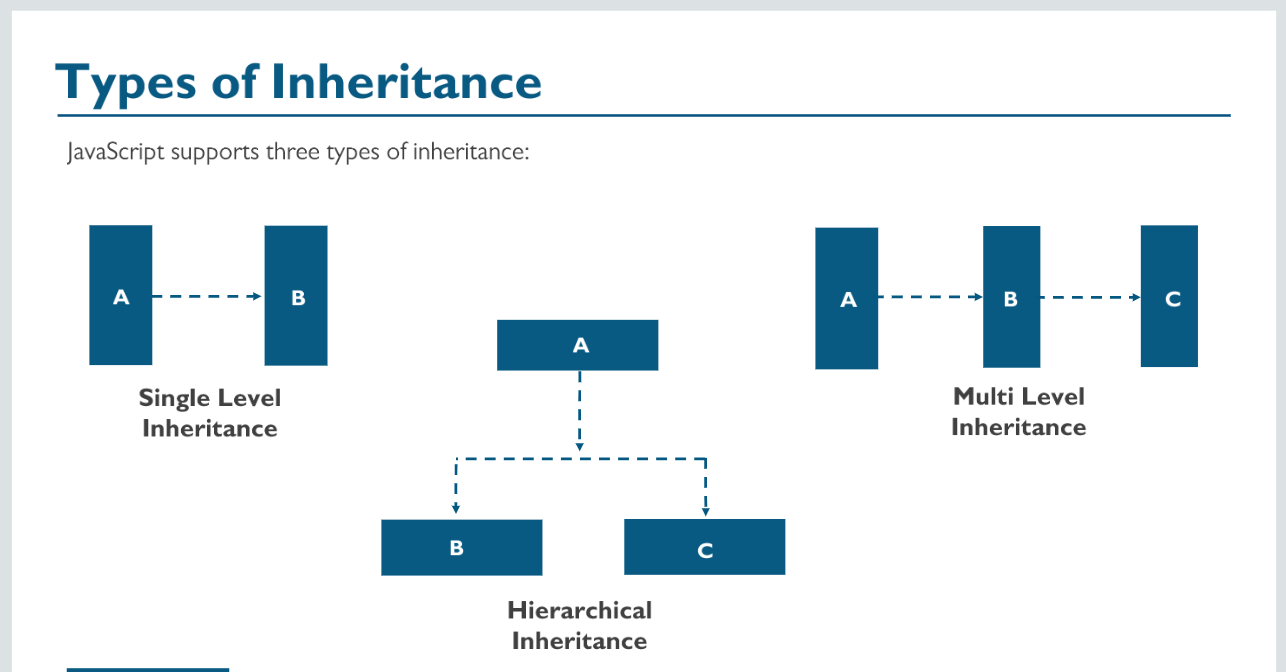 Types of Inheritance
JavaScript supports three types of inheritance:
A
B
Single Level
Inheritance
A
B
C
Hierarchical
Inheritance
A
B
C
Multi Level
Inheritance